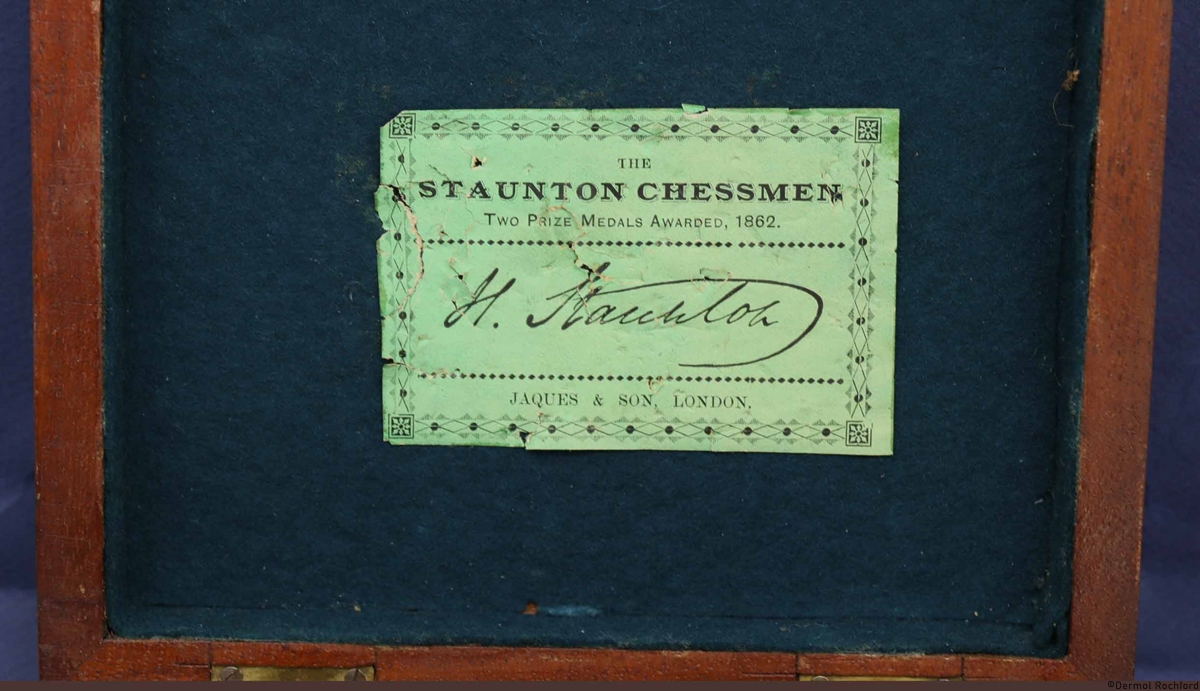 THE
STAUNTON CHESSMEN
TWO PRIZE MEDALS AWARDED, 1862.
H. Staunton
JAQUES & SON, LONDON.
©Dermot Rochford